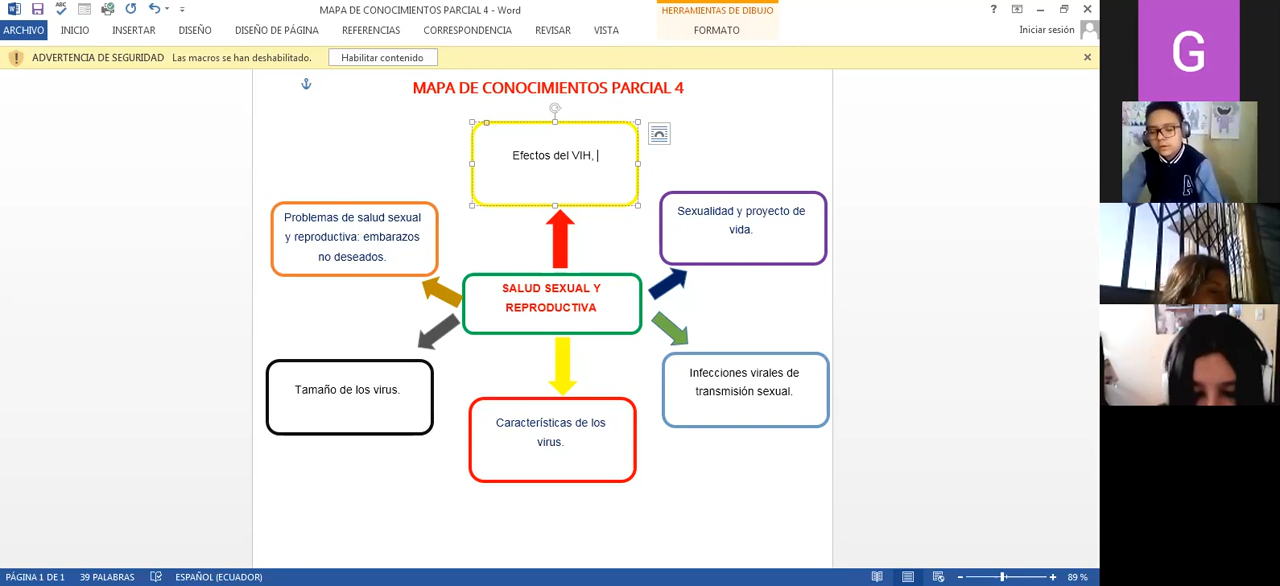 MAPA DE CONOCIMIENTOS PARCIAL 4 - Word
HERRAMIENTAS DE DIBUJO
ARCHIVO INICIO INSERTAR DISEÑO DISEÑO DE PÁGINA REFERENCIAS CORRESPONDENCIA REVISAR VISTA FORMATO Iniciar sesión
ADVERTENCIA DE SEGURIDAD Las macros se han deshabilitado. Habilitar contenido
MAPA DE CONOCIMIENTOS PARCIAL 4
Efectos del VIH,
Problemas de salud sexual
y reproductiva: embarazos
no deseados.
Sexualidad y proyecto de
vida.
SALUD SEXUAL Y
REPRODUCTIVA
Tamaño de los virus.
Infecciones virales de
transmisión sexual.
Características de los
virus.
PÁGINA 1 DE 1 39 PALABRAS ESPAÑOL (ECUADOR) 89 %
G
A